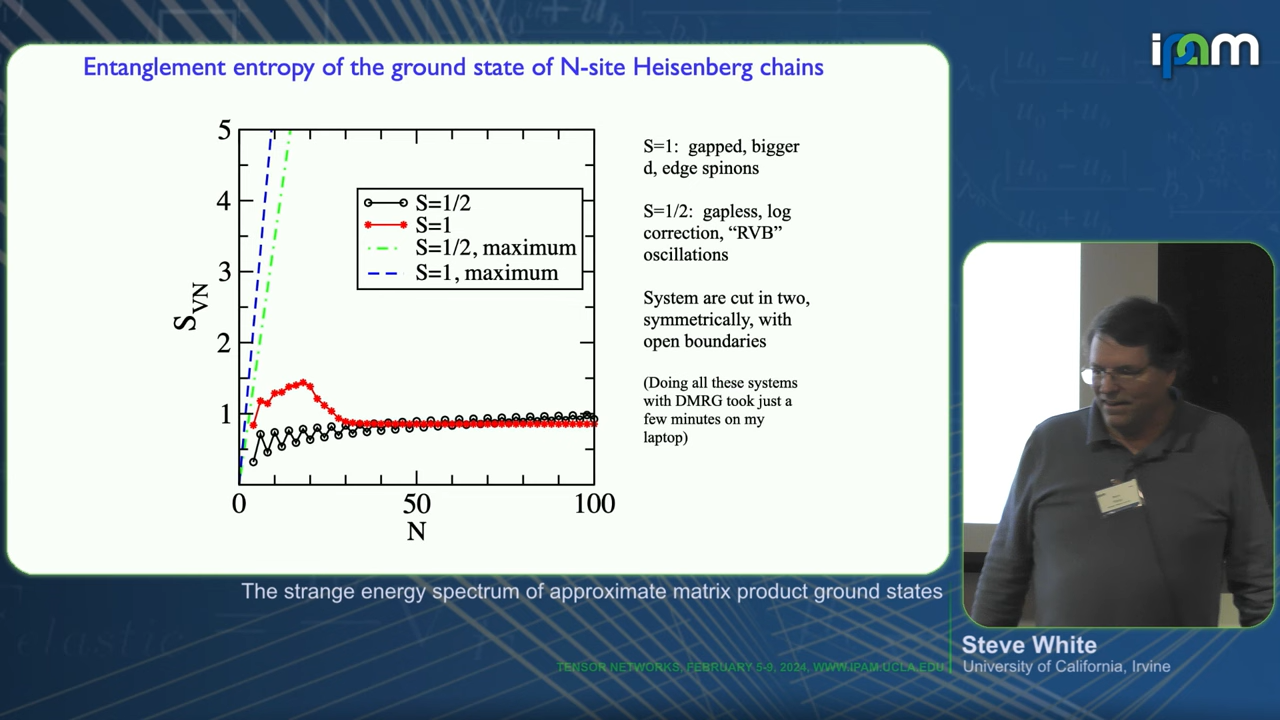 ipam
Entanglement entropy of the ground state of N-site Heisenberg chains
5
4
3
2
1
S_VN
S=1/2
S=1
S=1/2, maximum
S=1, maximum
0
50
100
N
S=1: gapped, bigger
d, edge spinons
S=1/2: gapless, log
correction, “RVB”
oscillations
System are cut in two,
symmetrically, with
open boundaries
(Doing all these systems
with DMRG took just a
few minutes on my
laptop)
The strange energy spectrum of approximate matrix product ground states
Steve White
University of California, Irvine
TENSOR NETWORKS, FEBRUARY 5-9, 2024, WWW.IPAM.UCLA.EDU
elastic